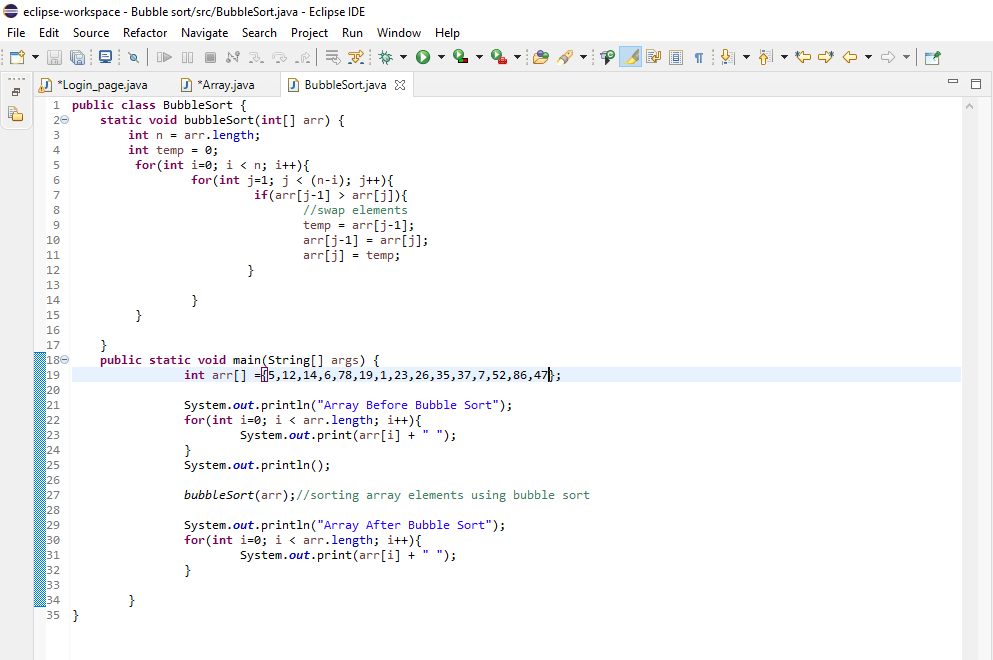 eclipse-workspace - Bubble sort/src/BubbleSort.java - Eclipse IDE
File Edit Source Refactor Navigate Search Project Run Window Help
*Login_page.java *Array.java BubbleSort.java
1 public class BubbleSort {
2 static void bubbleSort(int[] arr) {
3 int n = arr.length;
4 int temp = 0;
5 for(int i=0; i < n; i++){
6 for(int j=1; j < (n-i); j++){
7 if(arr[j-1] > arr[j]){
8 //swap elements
9 temp = arr[j-1];
10 arr[j-1] = arr[j];
11 arr[j] = temp;
12 }
13
14 }
15 }
16
17 }
18 public static void main(String[] args) {
19 int arr[] ={5,12,14,6,78,19,1,23,26,35,37,7,52,86,47};
20
21 System.out.println("Array Before Bubble Sort");
22 for(int i=0; i < arr.length; i++){
23 System.out.print(arr[i] + " ");
24 }
25 System.out.println();
26
27 bubbleSort(arr);//sorting array elements using bubble sort
28
29 System.out.println("Array After Bubble Sort");
30 for(int i=0; i < arr.length; i++){
31 System.out.print(arr[i] + " ");
32 }
33
34 }
35 }